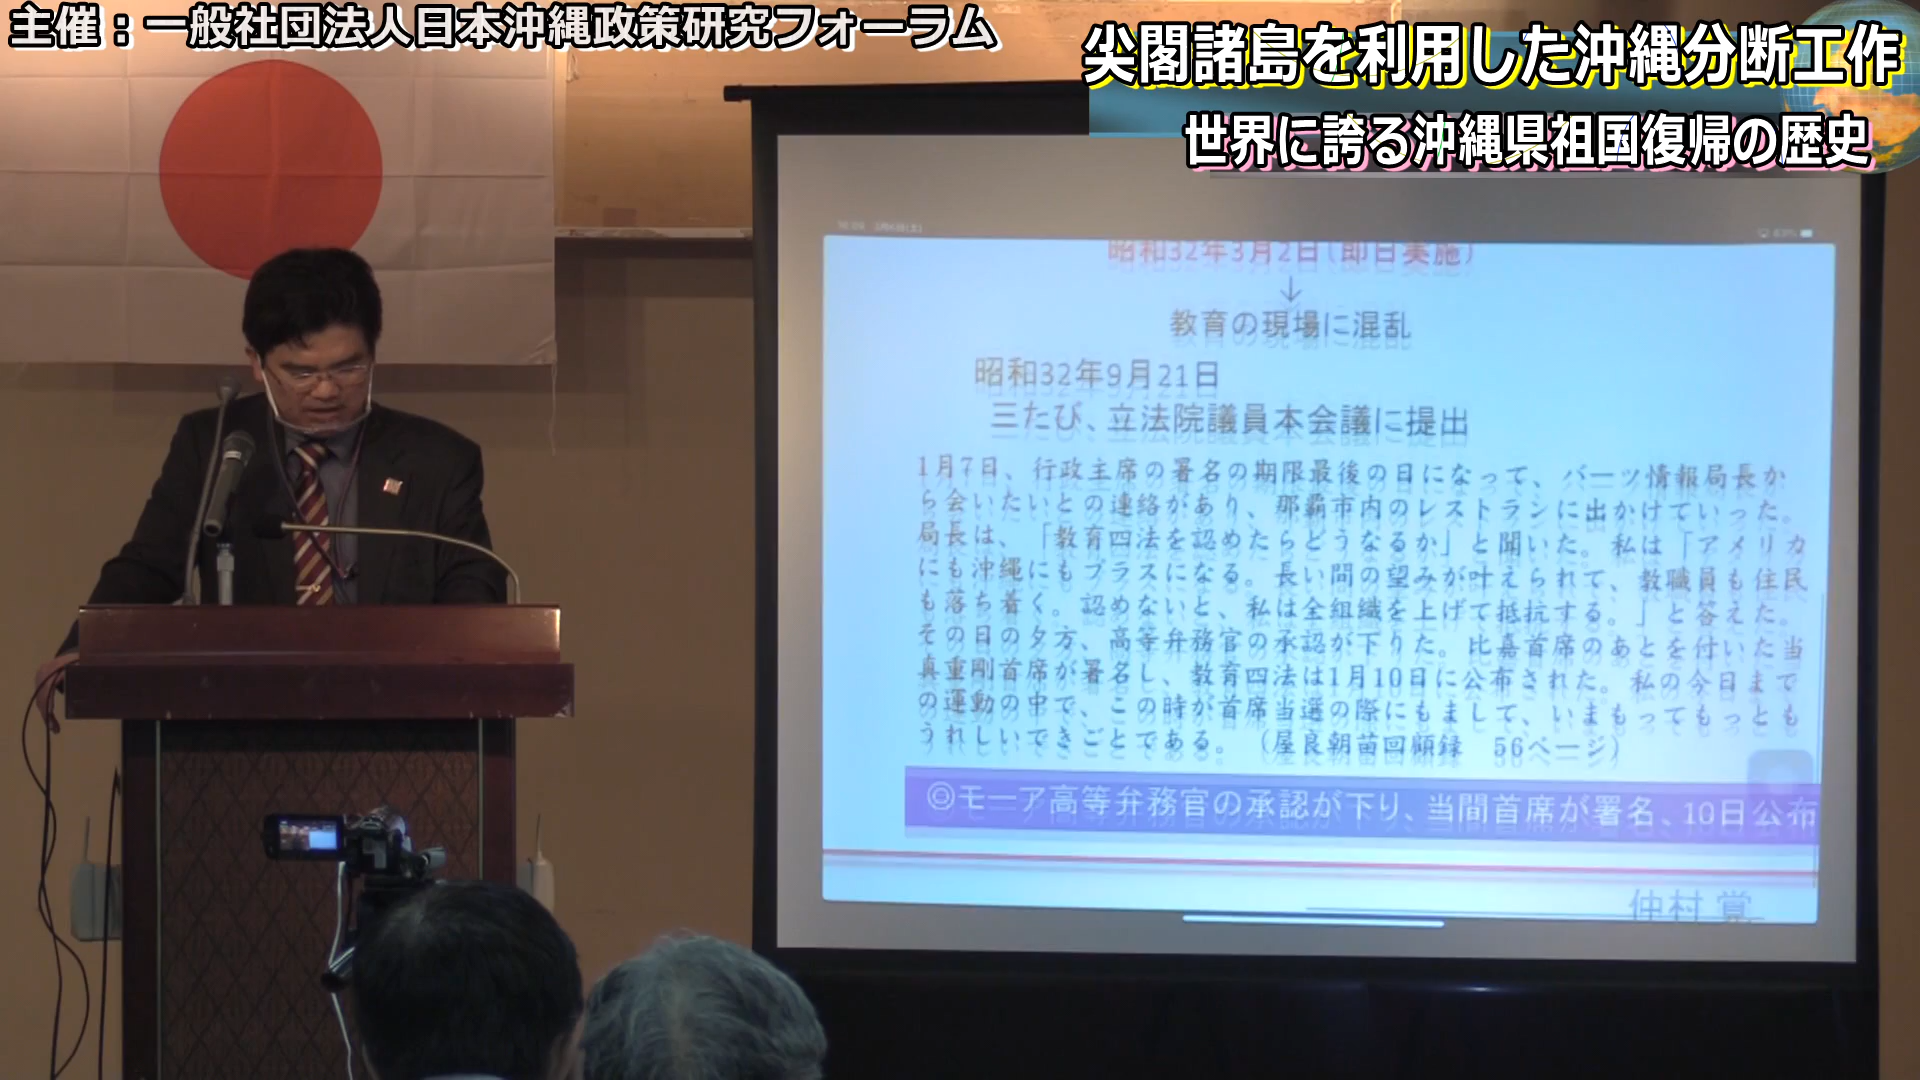 主催：一般社団法人日本沖縄政策研究フォーラム
尖閣諸島を利用した沖縄分断工作
世界に誇る沖縄県祖国復帰の歴史
昭和32年3月2日(即日実施)
↓
教育の現場に混乱
昭和32年9月21日
三たび、立法院議員本会議に提出
1月7日、行政主席の署名の期限最後の日になって、バーツ情報局長か
ら会いたいとの連絡があり、那覇市内のレストランに出かけていった。
局長は、「教育四法を認めたらどうなるか」と聞いた。私は「アメリカ
にも沖縄にもプラスになる。長い間の望みが叶えられて、教職員も住民
も落ち着く。認めないと、私は全組織を上げて抵抗する。」と答えた。
その日の夕方、高等弁務官の承認が下りた。比嘉首席のあとを付いた当
真重剛首席が署名し、教育四法は1月10日に公布された。私の今日まで
の運動の中で、この時が首席当選の際にもまして、いまもってもっとも
うれしいできごとである。（屋良朝苗回顧録　56ページ）
◎モーア高等弁務官の承認が下り、当間首席が署名、10日公布
仲村 覚